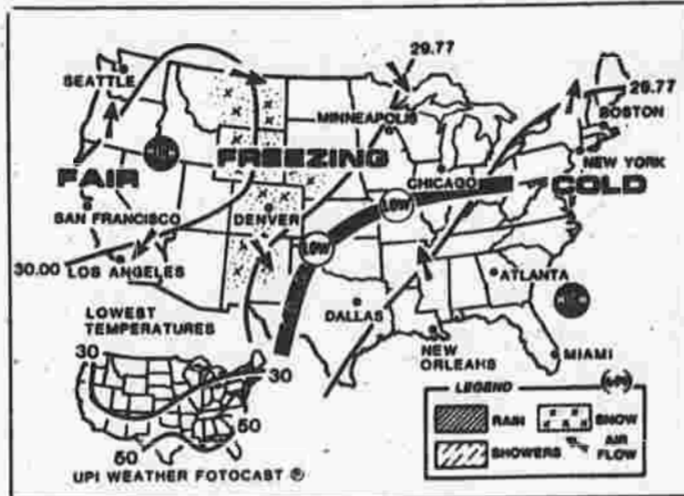 29.77
SEATTLE
MINNEAPOLIS
29.77
BOSTON
FREEZING
NEW YORK
FAIR
CHICAGO
COLD
SAN FRANCISCO
DENVER
LOW
LOW
30.00
LOS ANGELES
ATLANTA
DALLAS
LOWEST
TEMPERATURES
NEW
ORLEANS
MIAMI
30
30
50
50
UPI WEATHER FOTOCAST ®
LEGEND
RAIN
SNOW
SHOWERS
AIR
FLOW